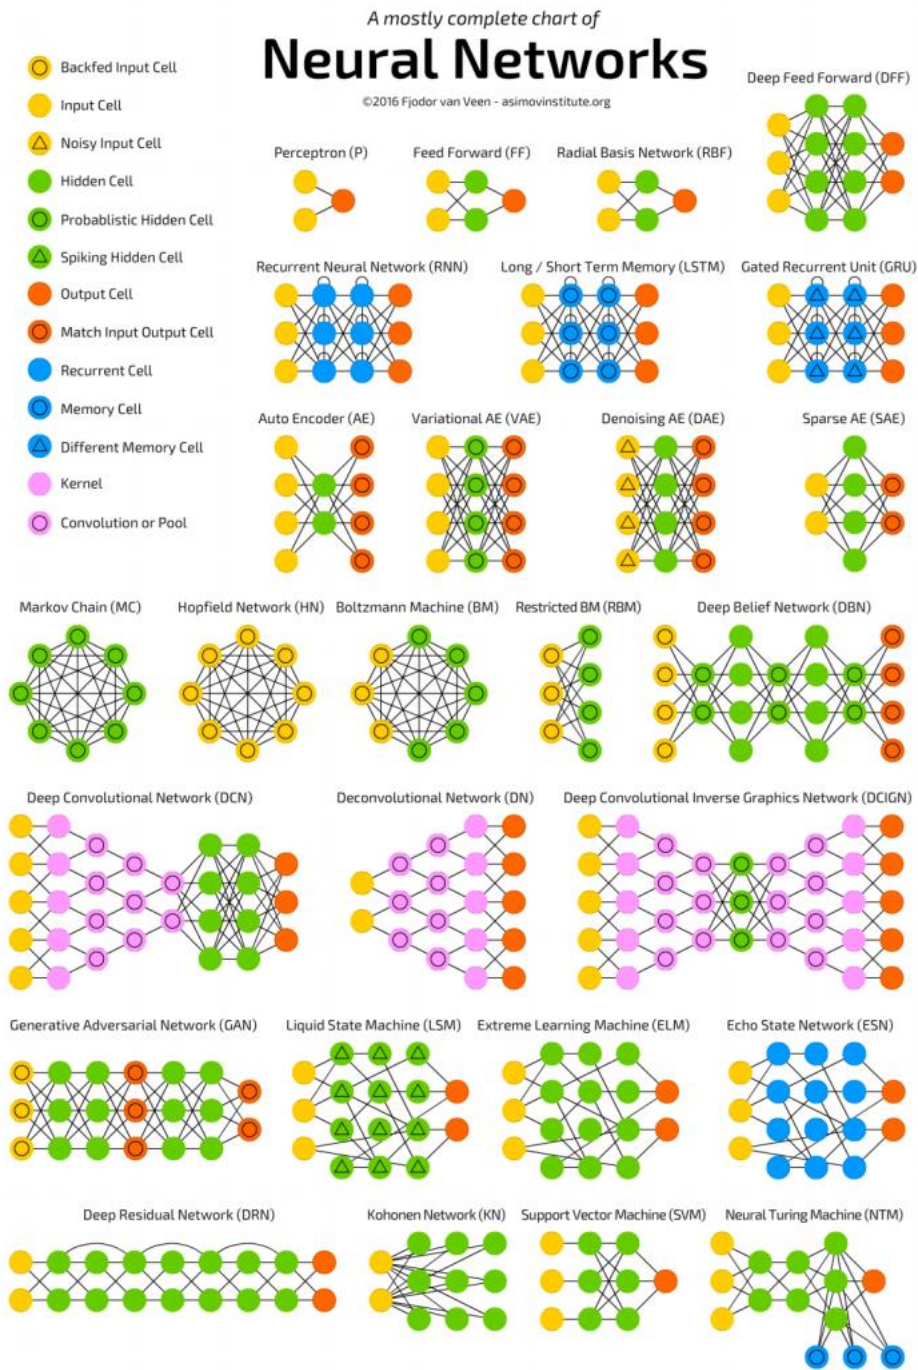 A mostly complete chart of
Neural Networks
©2016 Fjodor van Veen - asimovinstitute.org
Backfed Input Cell
Input Cell
Noisy Input Cell
Hidden Cell
Probablistic Hidden Cell
Spiking Hidden Cell
Output Cell
Match Input Output Cell
Recurrent Cell
Memory Cell
Different Memory Cell
Kernel
Convolution or Pool
Deep Feed Forward (DFF)
Perceptron (P)
Feed Forward (FF)
Radial Basis Network (RBF)
Recurrent Neural Network (RNN)
Long / Short Term Memory (LSTM)
Gated Recurrent Unit (GRU)
Auto Encoder (AE)
Variational AE (VAE)
Denoising AE (DAE)
Sparse AE (SAE)
Markov Chain (MC)
Hopfield Network (HN)
Boltzmann Machine (BM)
Restricted BM (RBM)
Deep Belief Network (DBN)
Deep Convolutional Network (DCN)
Deconvolutional Network (DN)
Deep Convolutional Inverse Graphics Network (DCIGN)
Generative Adversarial Network (GAN)
Liquid State Machine (LSM)
Extreme Learning Machine (ELM)
Echo State Network (ESN)
Deep Residual Network (DRN)
Kohonen Network (KN)
Support Vector Machine (SVM)
Neural Turing Machine (NTM)